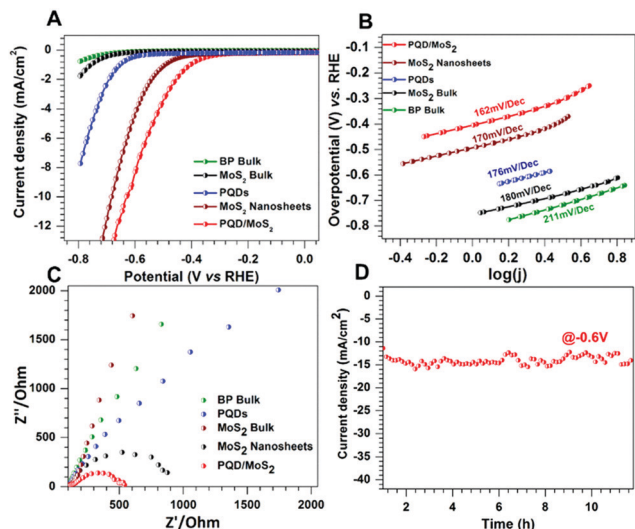 A
Current density (mA/cm²)
0
-2
-4
-6
-8
-10
-12
BP Bulk
MoS₂ Bulk
PQDs
MoS₂ Nanosheets
PQD/MoS₂
-0.8 -0.6 -0.4 -0.2 0.0
Potential (V vs RHE)
B
Overpotential (V) vs. RHE
-0.1
-0.2
-0.3
-0.4
-0.5
-0.6
-0.7
-0.8
PQD/MoS₂
MoS₂ Nanosheets
PQDs
MoS₂ Bulk
BP Bulk
162mV/Dec
170mV/Dec
176mV/Dec
180mV/Dec
211mV/Dec
-0.4 -0.2 0.0 0.2 0.4 0.6 0.8
log(j)
C
Z''/Ohm
2000
1500
1000
500
0
BP Bulk
PQDs
MoS₂ Bulk
MoS₂ Nanosheets
PQD/MoS₂
0 500 1000 1500 2000
Z'/Ohm
D
Current density (mA/cm²)
0
-5
-10
-15
-20
-25
-30
-35
-40
@-0.6V
2 4 6 8 10
Time (h)